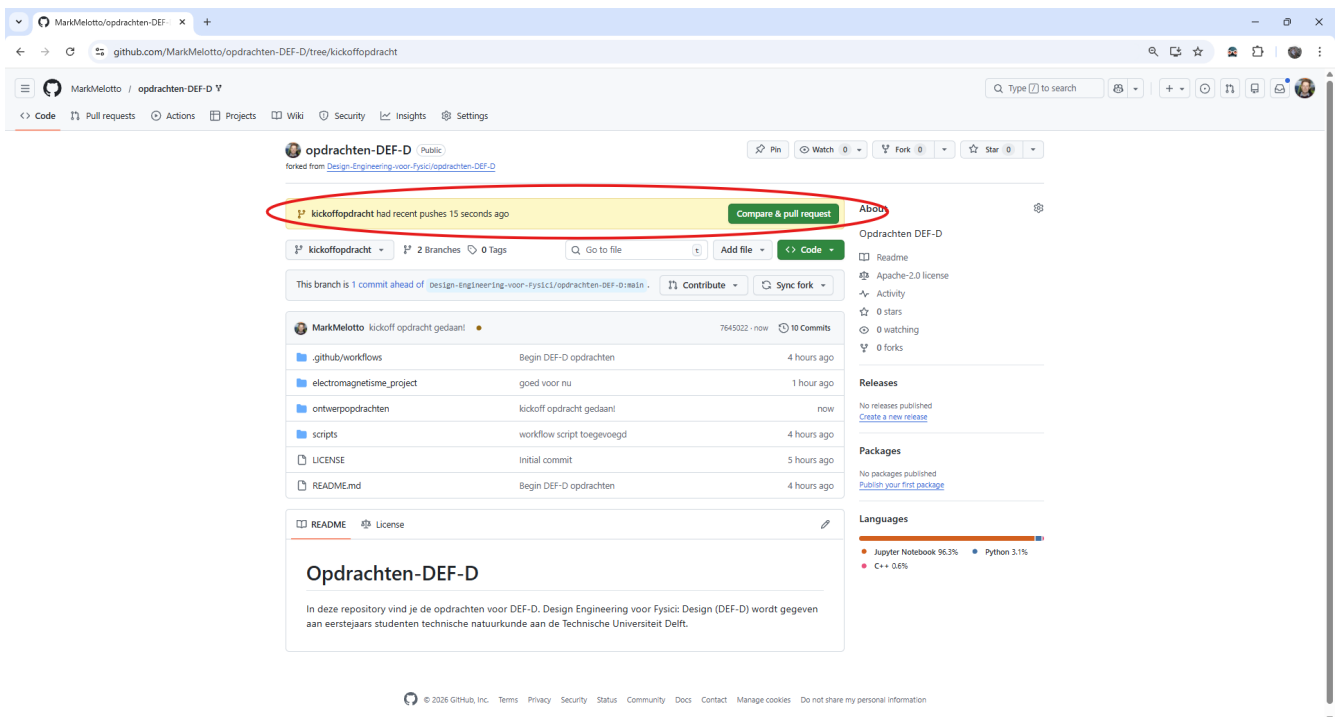 MarkMelotto/opdrachten-DEF-
github.com/MarkMelotto/opdrachten-DEF-D/tree/kickoffopdracht
MarkMelotto / opdrachten-DEF-D
Type / to search
Code Pull requests Actions Projects Wiki Security Insights Settings
opdrachten-DEF-D Public
Pin Watch 0 Fork 0 Star 0
forked from Design-Engineering-voor-Fysici/opdrachten-DEF-D
kickoffopdracht had recent pushes 15 seconds ago
Compare & pull request
kickoffopdracht 2 Branches 0 Tags
Go to file t
Add file Code
This branch is 1 commit ahead of Design-Engineering-voor-Fysici/opdrachten-DEF-D:main .
Contribute Sync fork
MarkMelotto kickoff opdracht gedaan! 7645022 · now 10 Commits
.github/workflows Begin DEF-D opdrachten 4 hours ago
electromagnetisme_project goed voor nu 1 hour ago
ontwerpopdrachten kickoff opdracht gedaan! now
scripts workflow script toegevoegd 4 hours ago
LICENSE Initial commit 5 hours ago
README.md Begin DEF-D opdrachten 4 hours ago
README License
Opdrachten-DEF-D
In deze repository vind je de opdrachten voor DEF-D. Design Engineering voor Fysici: Design (DEF-D) wordt gegeven
aan eerstejaars studenten technische natuurkunde aan de Technische Universiteit Delft.
About
Opdrachten DEF-D
Readme
Apache-2.0 license
Activity
0 stars
0 watching
0 forks
Releases
No releases published
Create a new release
Packages
No packages published
Publish your first package
Languages
Jupyter Notebook 96.3% Python 3.1%
C++ 0.6%
© 2026 GitHub, Inc. Terms Privacy Security Status Community Docs Contact Manage cookies Do not share my personal information